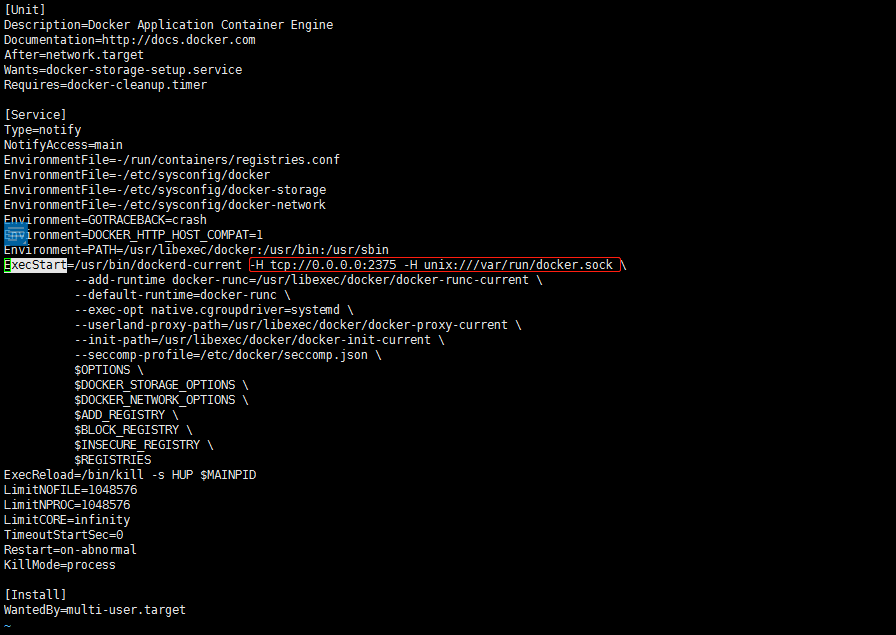 [Unit]
Description=Docker Application Container Engine
Documentation=http://docs.docker.com
After=network.target
Wants=docker-storage-setup.service
Requires=docker-cleanup.timer
[Service]
Type=notify
NotifyAccess=main
EnvironmentFile=-/run/containers/registries.conf
EnvironmentFile=-/etc/sysconfig/docker
EnvironmentFile=-/etc/sysconfig/docker-storage
EnvironmentFile=-/etc/sysconfig/docker-network
Environment=GOTRACEBACK=crash
Environment=DOCKER_HTTP_HOST_COMPAT=1
Environment=PATH=/usr/libexec/docker:/usr/bin:/usr/sbin
ExecStart=/usr/bin/dockerd-current -H tcp://0.0.0.0:2375 -H unix:///var/run/docker.sock \
--add-runtime docker-runc=/usr/libexec/docker/docker-runc-current \
--default-runtime=docker-runc \
--exec-opt native.cgroupdriver=systemd \
--userland-proxy-path=/usr/libexec/docker/docker-proxy-current \
--init-path=/usr/libexec/docker/docker-init-current \
--seccomp-profile=/etc/docker/seccomp.json \
$OPTIONS \
$DOCKER_STORAGE_OPTIONS \
$DOCKER_NETWORK_OPTIONS \
$ADD_REGISTRY \
$BLOCK_REGISTRY \
$INSECURE_REGISTRY \
$REGISTRIES
ExecReload=/bin/kill -s HUP $MAINPID
LimitNOFILE=1048576
LimitNPROC=1048576
LimitCORE=infinity
TimeoutStartSec=0
Restart=on-abnormal
KillMode=process
[Install]
WantedBy=multi-user.target
~